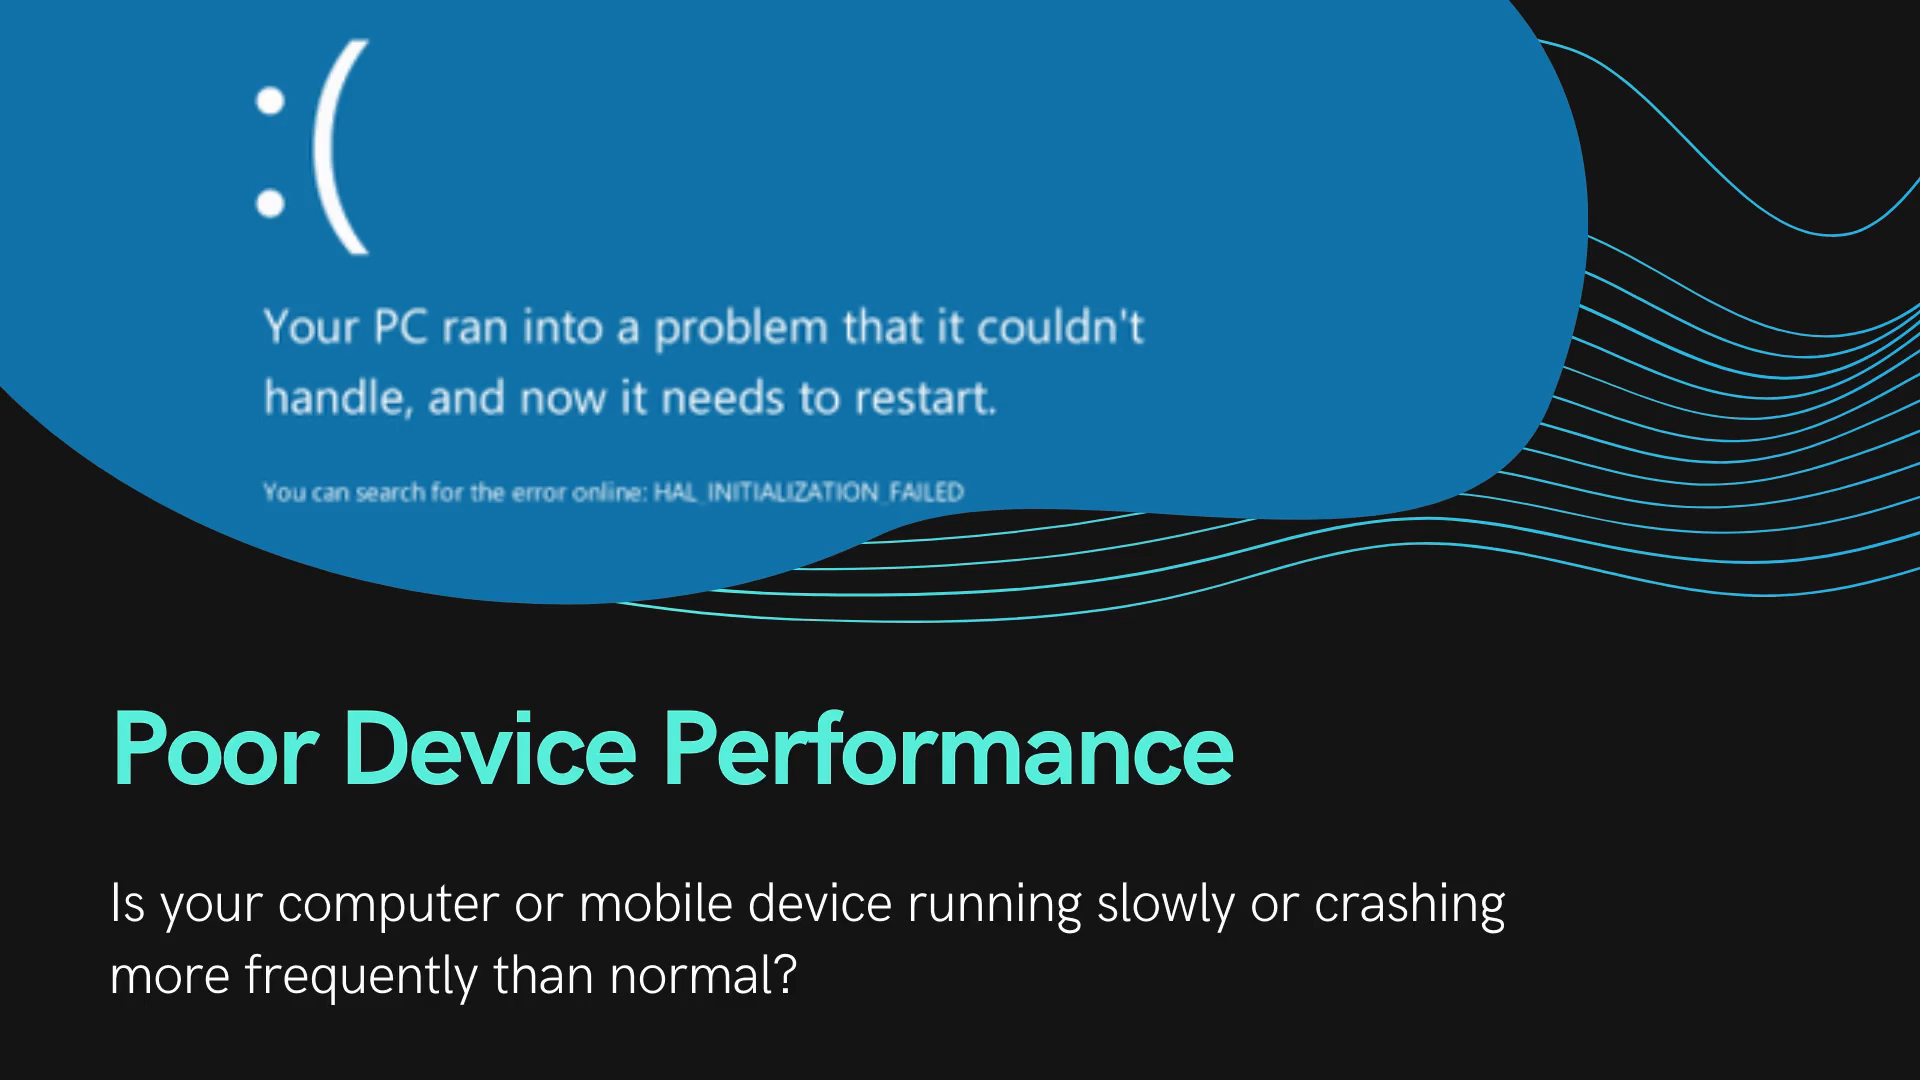 :(
Your PC ran into a problem that it couldn't
handle, and now it needs to restart.
You can search for the error online: HAL_INITIALIZATION_FAILED
Poor Device Performance
Is your computer or mobile device running slowly or crashing
more frequently than normal?